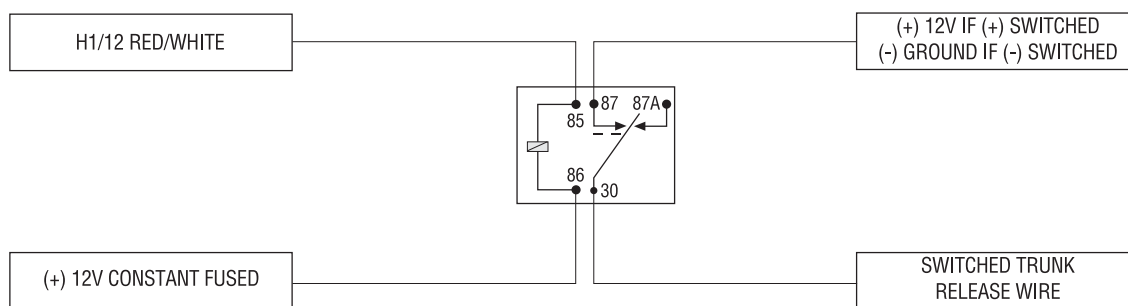 H1/12 RED/WHITE
(+) 12V IF (+) SWITCHED
(-) GROUND IF (-) SWITCHED
87 87A
85
86
30
(+) 12V CONSTANT FUSED
SWITCHED TRUNK
RELEASE WIRE